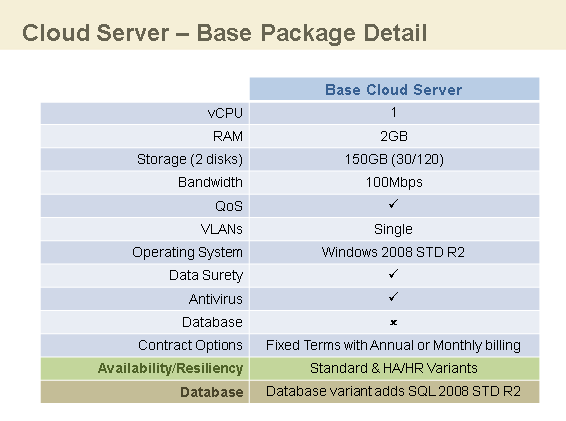 Cloud Server – Base Package Detail
Base Cloud Server
vCPU 1
RAM 2GB
Storage (2 disks) 150GB (30/120)
Bandwidth 100Mbps
QoS ✓
VLANs Single
Operating System Windows 2008 STD R2
Data Surety ✓
Antivirus ✓
Database ×
Contract Options Fixed Terms with Annual or Monthly billing
Availability/Resiliency Standard & HA/HR Variants
Database Database variant adds SQL 2008 STD R2